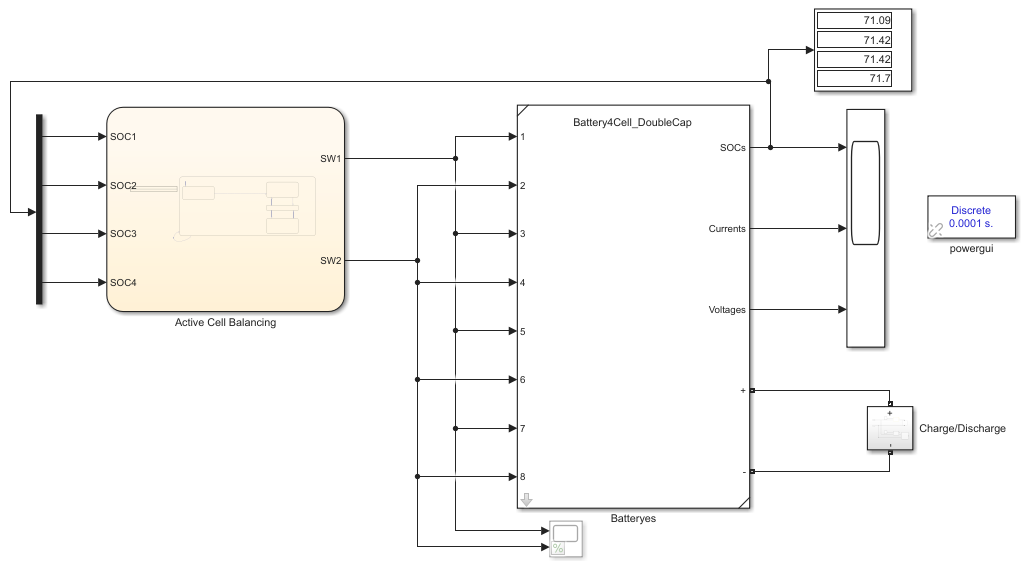 71.09
71.42
71.42
71.7
SOC1
SOC2
SOC3
SOC4
SW1
SW2
Active Cell Balancing
Battery4Cell_DoubleCap
1
2
3
4
5
6
7
8
SOCs
Currents
Voltages
+
-
Batteryes
%
Discrete
0.0001 s.
powergui
+
-
Charge/Discharge